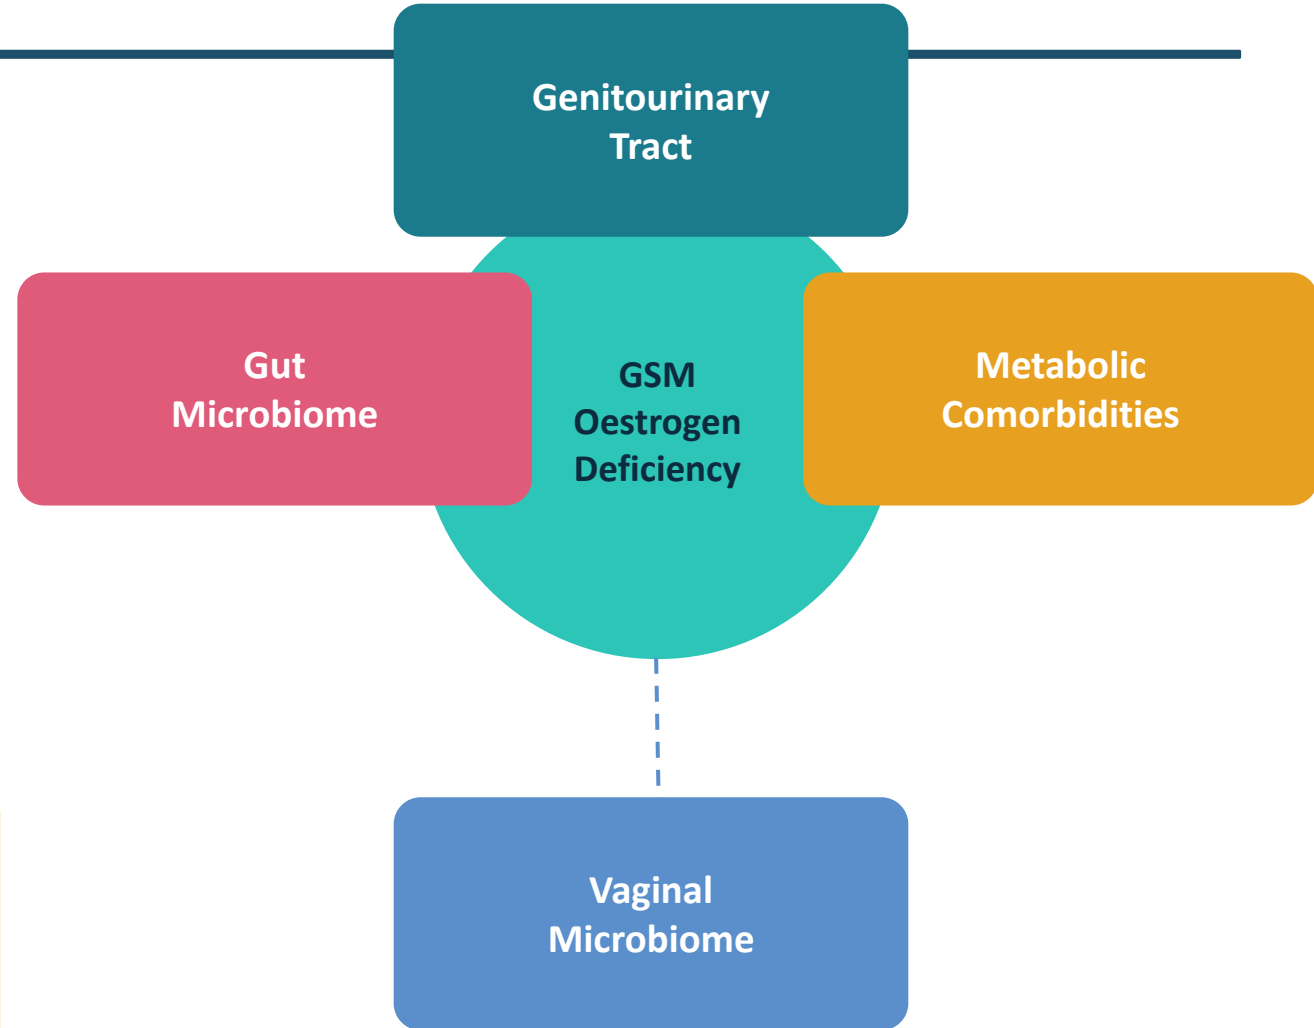 Genitourinary
Tract
Gut
Microbiome
GSM
Oestrogen
Deficiency
Metabolic
Comorbidities
Vaginal
Microbiome